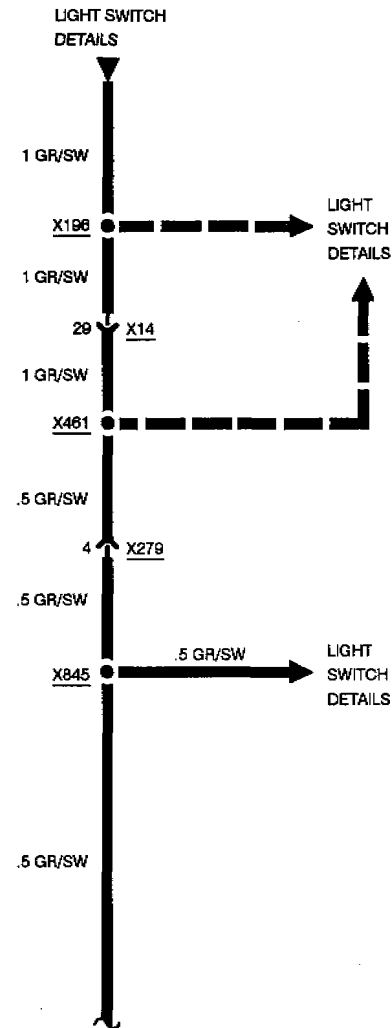 LIGHT SWITCH
DETAILS
1 GR/SW
X196
LIGHT
SWITCH
DETAILS
1 GR/SW
29 X14
1 GR/SW
X461
.5 GR/SW
4 X279
.5 GR/SW
X845
.5 GR/SW
LIGHT
SWITCH
DETAILS
.5 GR/SW